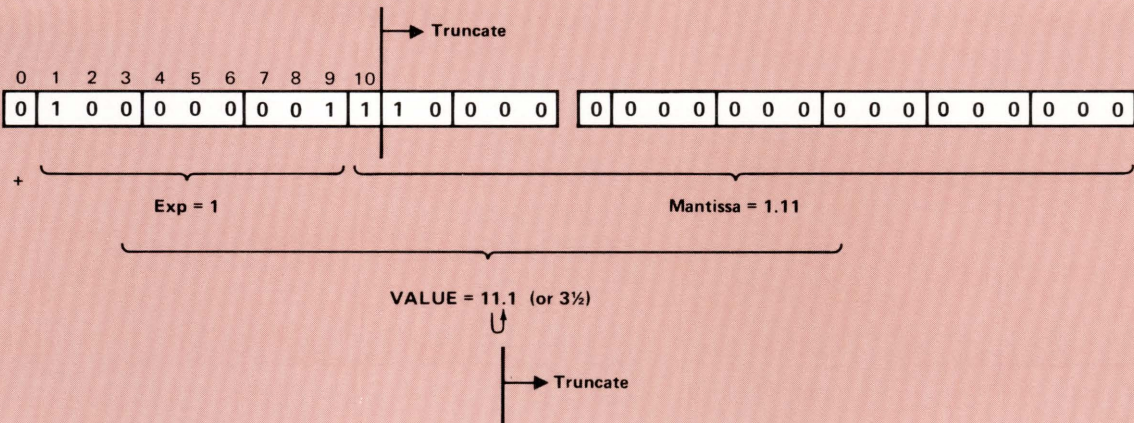 Truncate
0 1 2 3 4 5 6 7 8 9 10
0 1 0 0 0 0 0 0 0 1 1 1 0 0 0 0 0 0 0 0 0 0 0 0 0 0 0 0 0 0 0 0
+
Exp = 1 Mantissa = 1.11
VALUE = 11.1 (or 3½)
Truncate